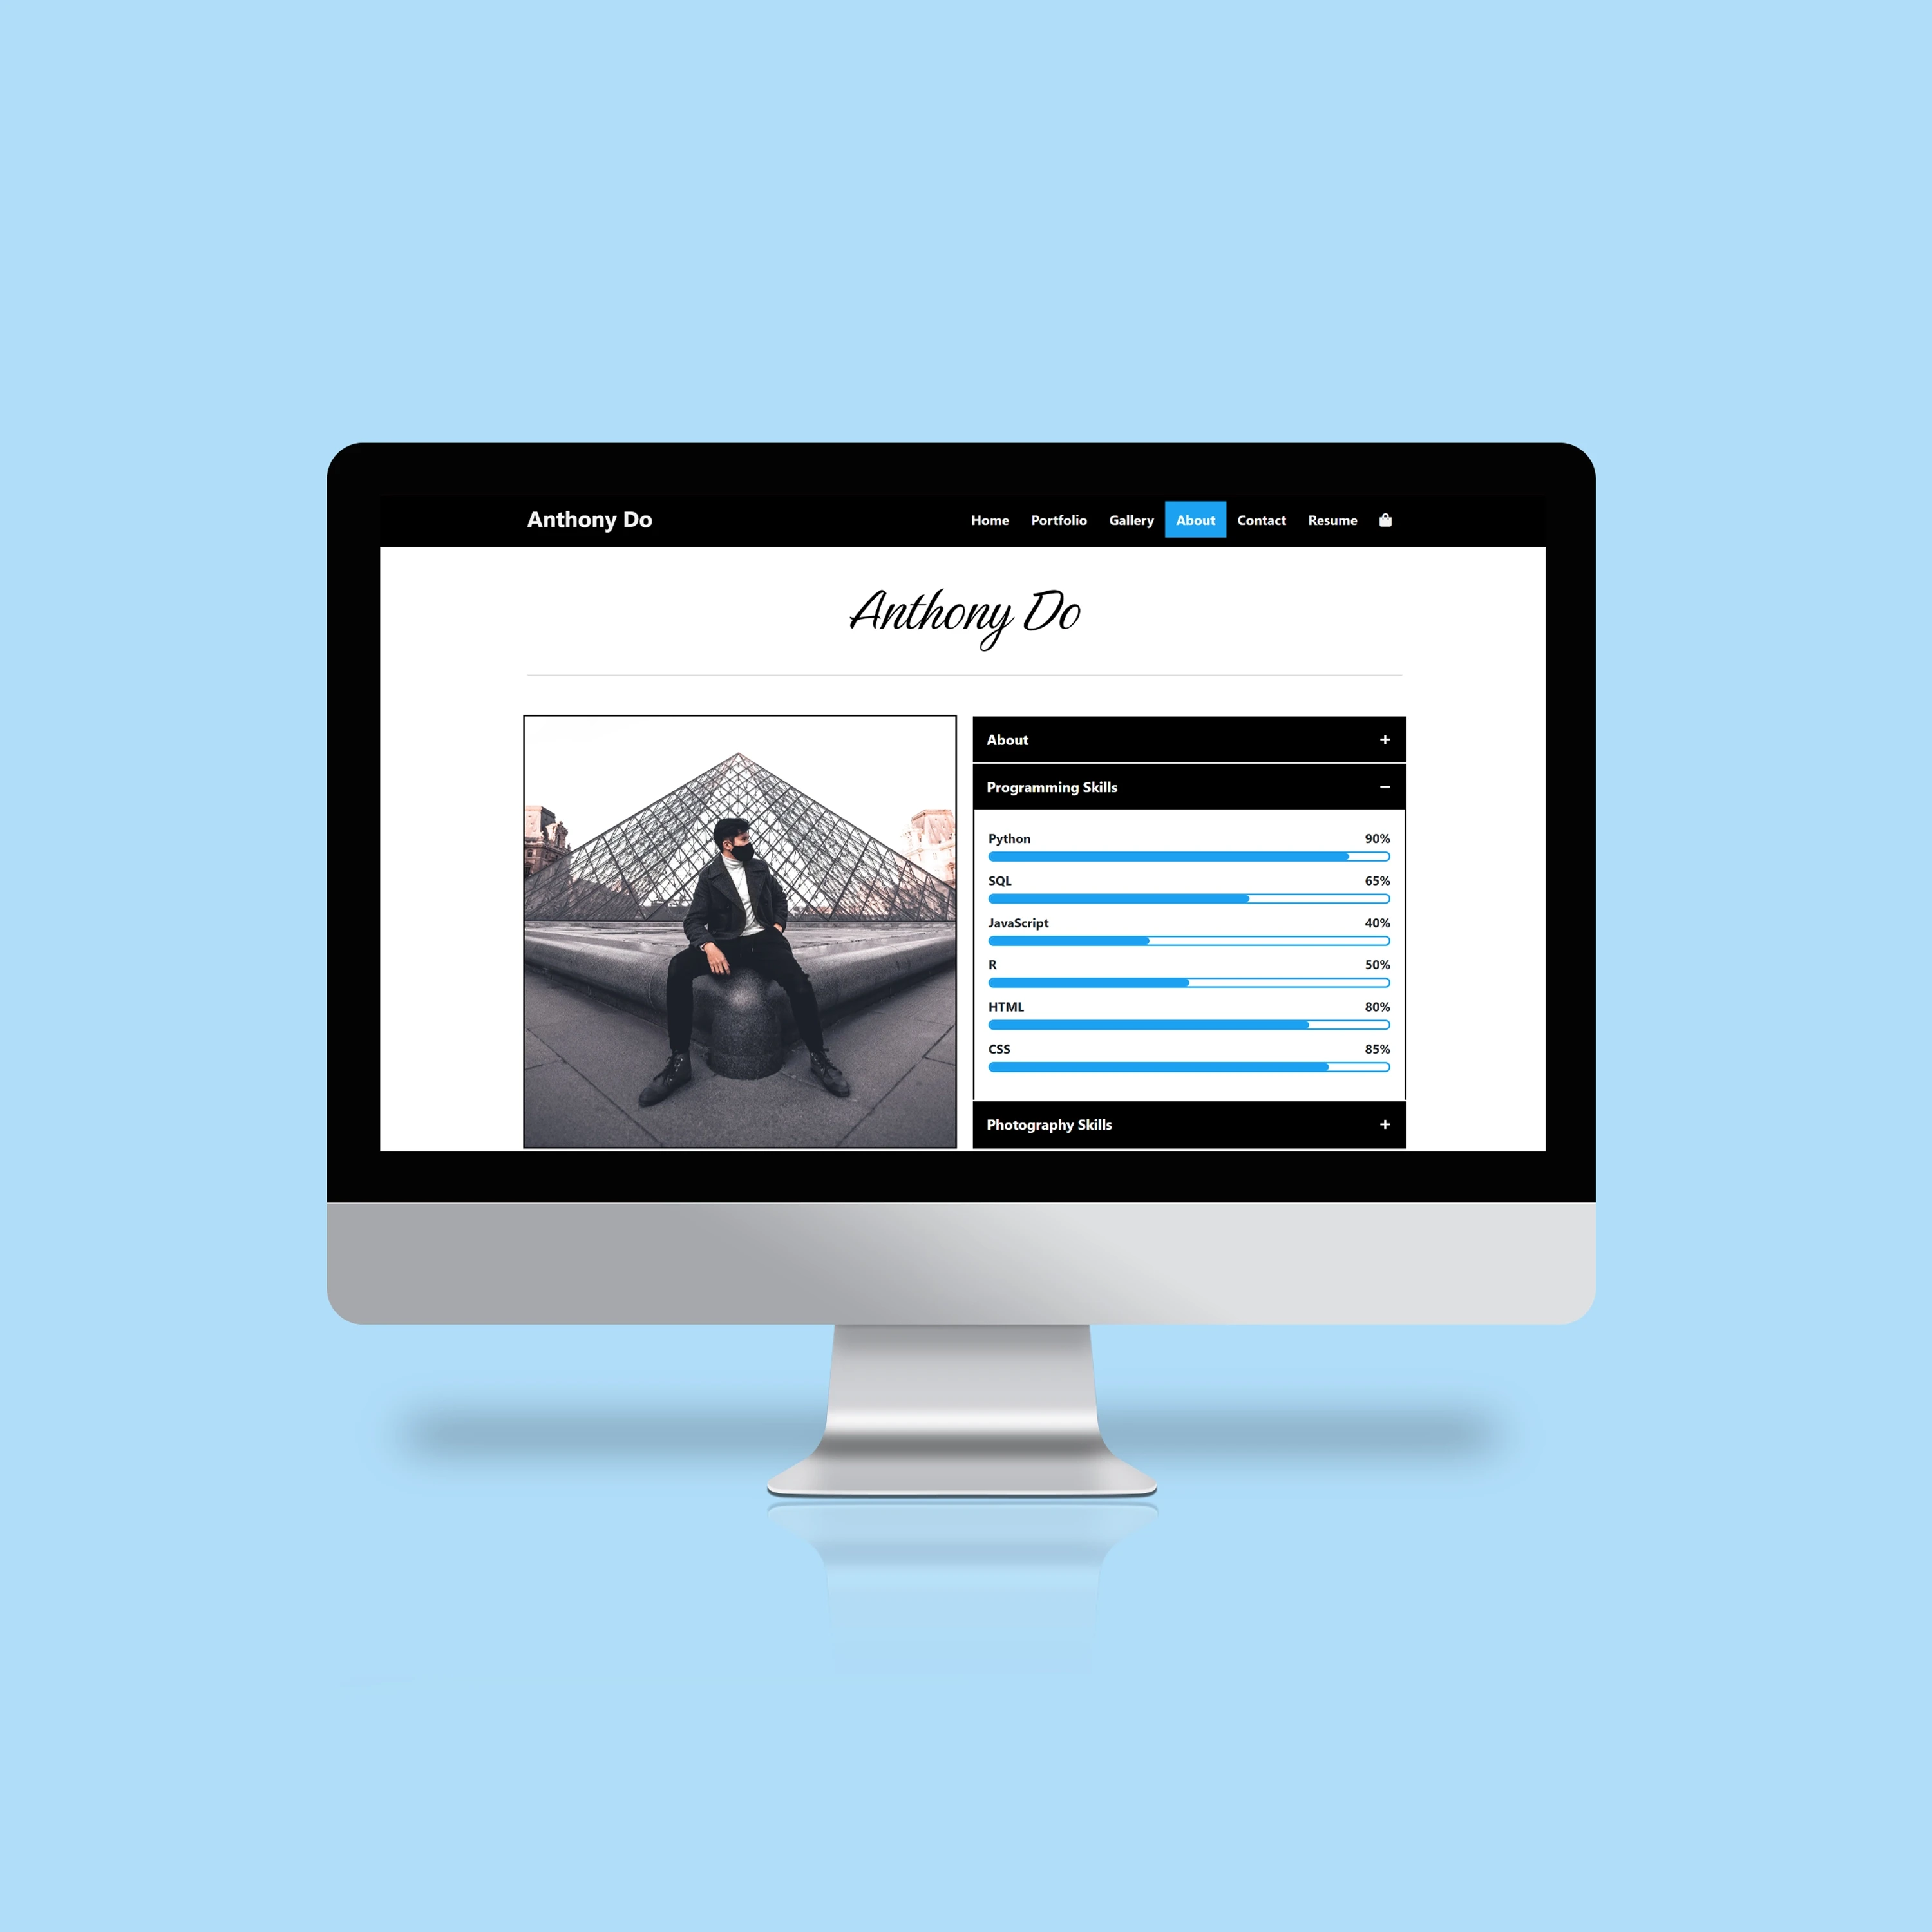 Anthony Do Home Portfolio Gallery About Contact Resume
Anthony Do
About +
Programming Skills −
Python 90%
SQL 65%
JavaScript 40%
R 50%
HTML 80%
CSS 85%
Photography Skills +